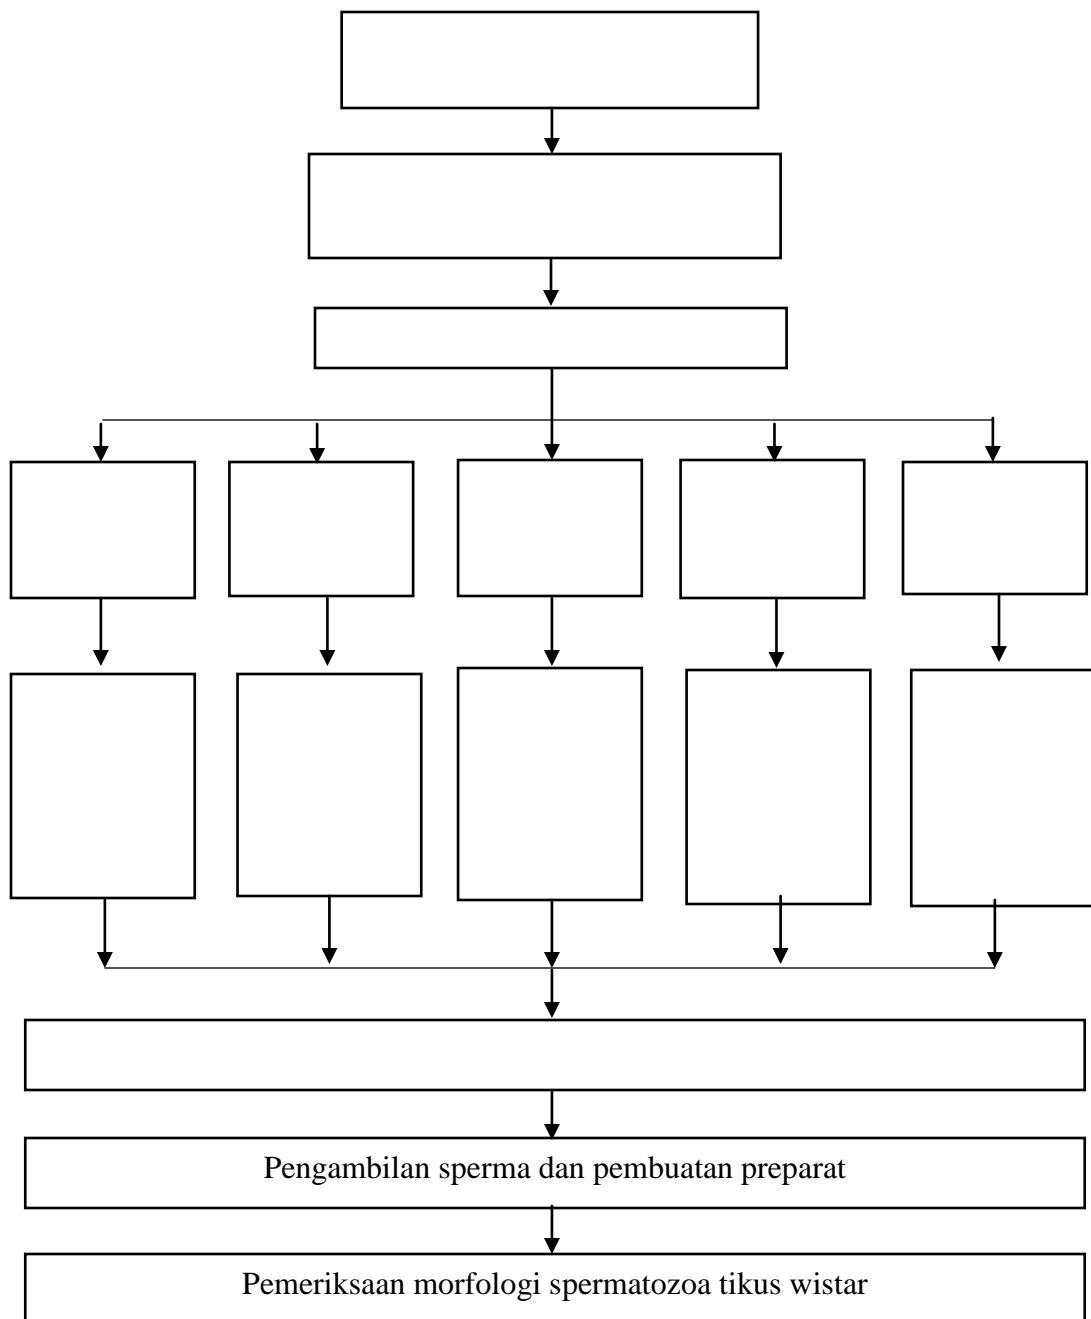 Pengambilan sperma dan pembuatan preparat
Pemeriksaan morfologi spermatozoa tikus wistar